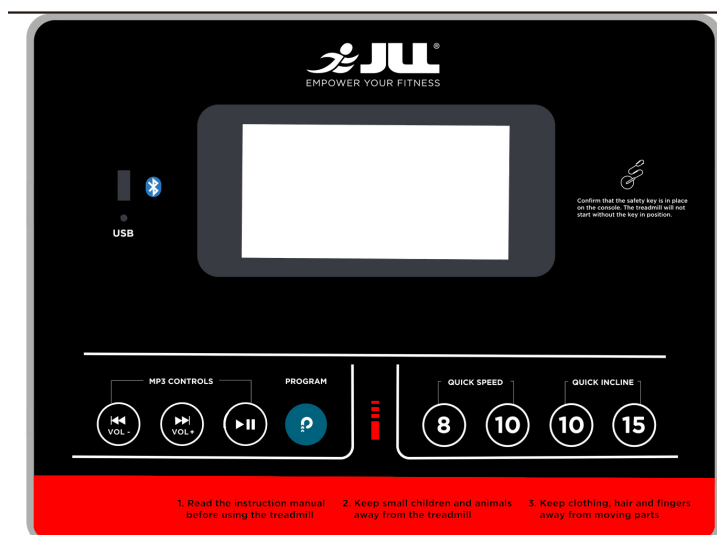 JLL®
EMPOWER YOUR FITNESS
Confirm that the safety key is in place
on the console. The treadmill will not
start without the key in position.
USB
MP3 CONTROLS
PROGRAM
QUICK SPEED
QUICK INCLINE
VOL -
VOL +
8
10
10
15
1. Read the instruction manual
before using the treadmill
2. Keep small children and animals
away from the treadmill
3. Keep clothing, hair and fingers
away from moving parts